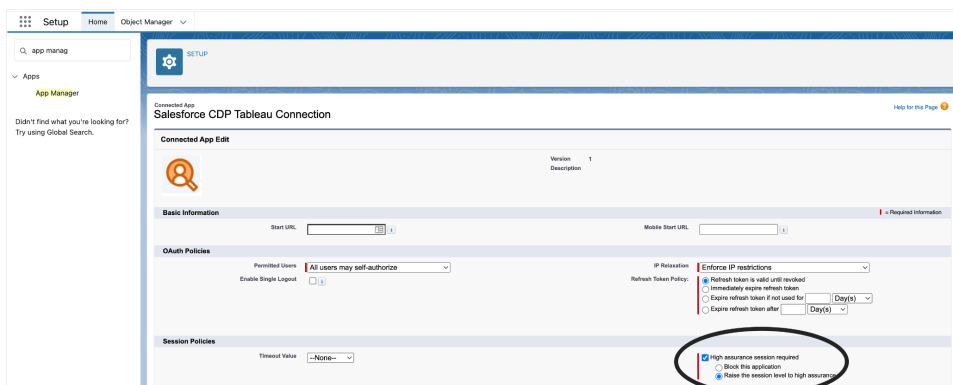 Setup Home Object Manager
app manag
Apps
App Manager
Didn't find what you're looking for?
Try using Global Search.
SETUP
Connected App
Salesforce CDP Tableau Connection
Help for this Page
Connected App Edit
Version 1
Description
Basic Information
= Required Information
Start URL
Mobile Start URL
OAuth Policies
Permitted Users All users may self-authorize
IP Relaxation Enforce IP restrictions
Enable Single Logout
Refresh Token Policy: Refresh token is valid until revoked
Immediately expire refresh token
Expire refresh token if not used for Day(s)
Expire refresh token after Day(s)
Session Policies
Timeout Value --None--
High assurance session required
Block this application
Raise the session level to high assurance